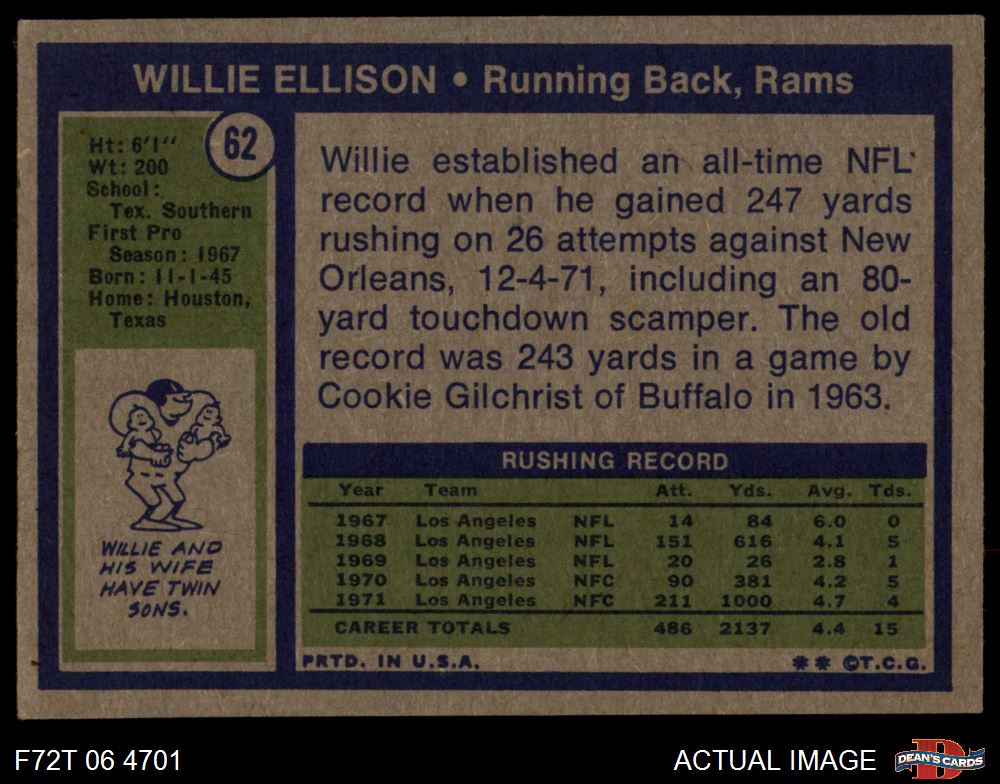 WILLIE ELLISON • Running Back, Rams
62
Ht: 6'1"
Wt: 200
School:
Tex. Southern
First Pro
Season: 1967
Born: 11-1-45
Home: Houston,
Texas
WILLIE AND
HIS WIFE
HAVE TWIN
SONS.
Willie established an all-time NFL
record when he gained 247 yards
rushing on 26 attempts against New
Orleans, 12-4-71, including an 80-
yard touchdown scamper. The old
record was 243 yards in a game by
Cookie Gilchrist of Buffalo in 1963.
RUSHING RECORD
Year Team Att. Yds. Avg. Tds.
1967 Los Angeles NFL 14 84 6.0 0
1968 Los Angeles NFL 151 616 4.1 5
1969 Los Angeles NFL 20 26 2.8 1
1970 Los Angeles NFC 90 381 4.2 5
1971 Los Angeles NFC 211 1000 4.7 4
CAREER TOTALS 486 2137 4.4 15
PRTD. IN U.S.A. ** ©T.C.G.
F72T 06 4701 ACTUAL IMAGE D DEAN'S CARDS